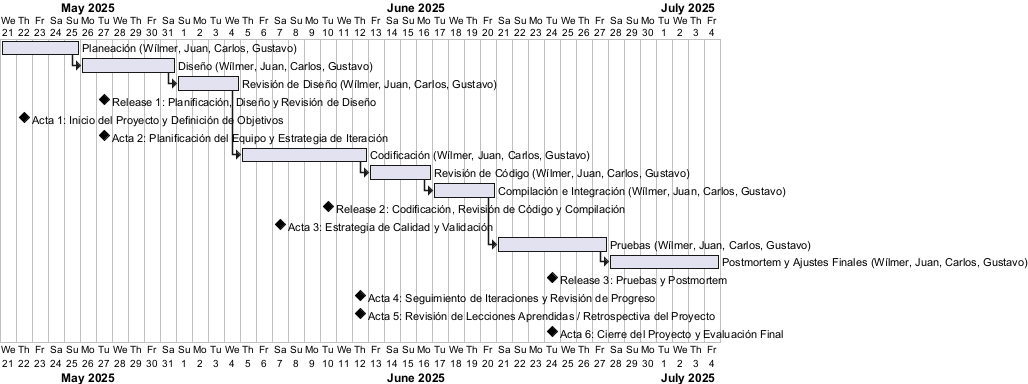 May 2025 June 2025 July 2025
We Th Fr Sa Su Mo Tu We Th Fr Sa Su Mo Tu We Th Fr Sa Su Mo Tu We Th Fr Sa Su Mo Tu We Th Fr Sa Su Mo Tu We Th Fr Sa Su Mo Tu We Th Fr
21 22 23 24 25 26 27 28 29 30 31 1 2 3 4 5 6 7 8 9 10 11 12 13 14 15 16 17 18 19 20 21 22 23 24 25 26 27 28 29 30 1 2 3 4
Planeación (Wílmer, Juan, Carlos, Gustavo)
Diseño (Wílmer, Juan, Carlos, Gustavo)
Revisión de Diseño (Wílmer, Juan, Carlos, Gustavo)
Release 1: Planificación, Diseño y Revisión de Diseño
Acta 1: Inicio del Proyecto y Definición de Objetivos
Acta 2: Planificación del Equipo y Estrategia de Iteración
Codificación (Wílmer, Juan, Carlos, Gustavo)
Revisión de Código (Wílmer, Juan, Carlos, Gustavo)
Compilación e Integración (Wílmer, Juan, Carlos, Gustavo)
Release 2: Codificación, Revisión de Código y Compilación
Acta 3: Estrategia de Calidad y Validación
Pruebas (Wílmer, Juan, Carlos, Gustavo)
Postmortem y Ajustes Finales (Wílmer, Juan, Carlos, Gustavo)
Release 3: Pruebas y Postmortem
Acta 4: Seguimiento de Iteraciones y Revisión de Progreso
Acta 5: Revisión de Lecciones Aprendidas / Retrospectiva del Proyecto
Acta 6: Cierre del Proyecto y Evaluación Final
We Th Fr Sa Su Mo Tu We Th Fr Sa Su Mo Tu We Th Fr Sa Su Mo Tu We Th Fr Sa Su Mo Tu We Th Fr Sa Su Mo Tu We Th Fr Sa Su Mo Tu We Th Fr
21 22 23 24 25 26 27 28 29 30 31 1 2 3 4 5 6 7 8 9 10 11 12 13 14 15 16 17 18 19 20 21 22 23 24 25 26 27 28 29 30 1 2 3 4
May 2025 June 2025 July 2025